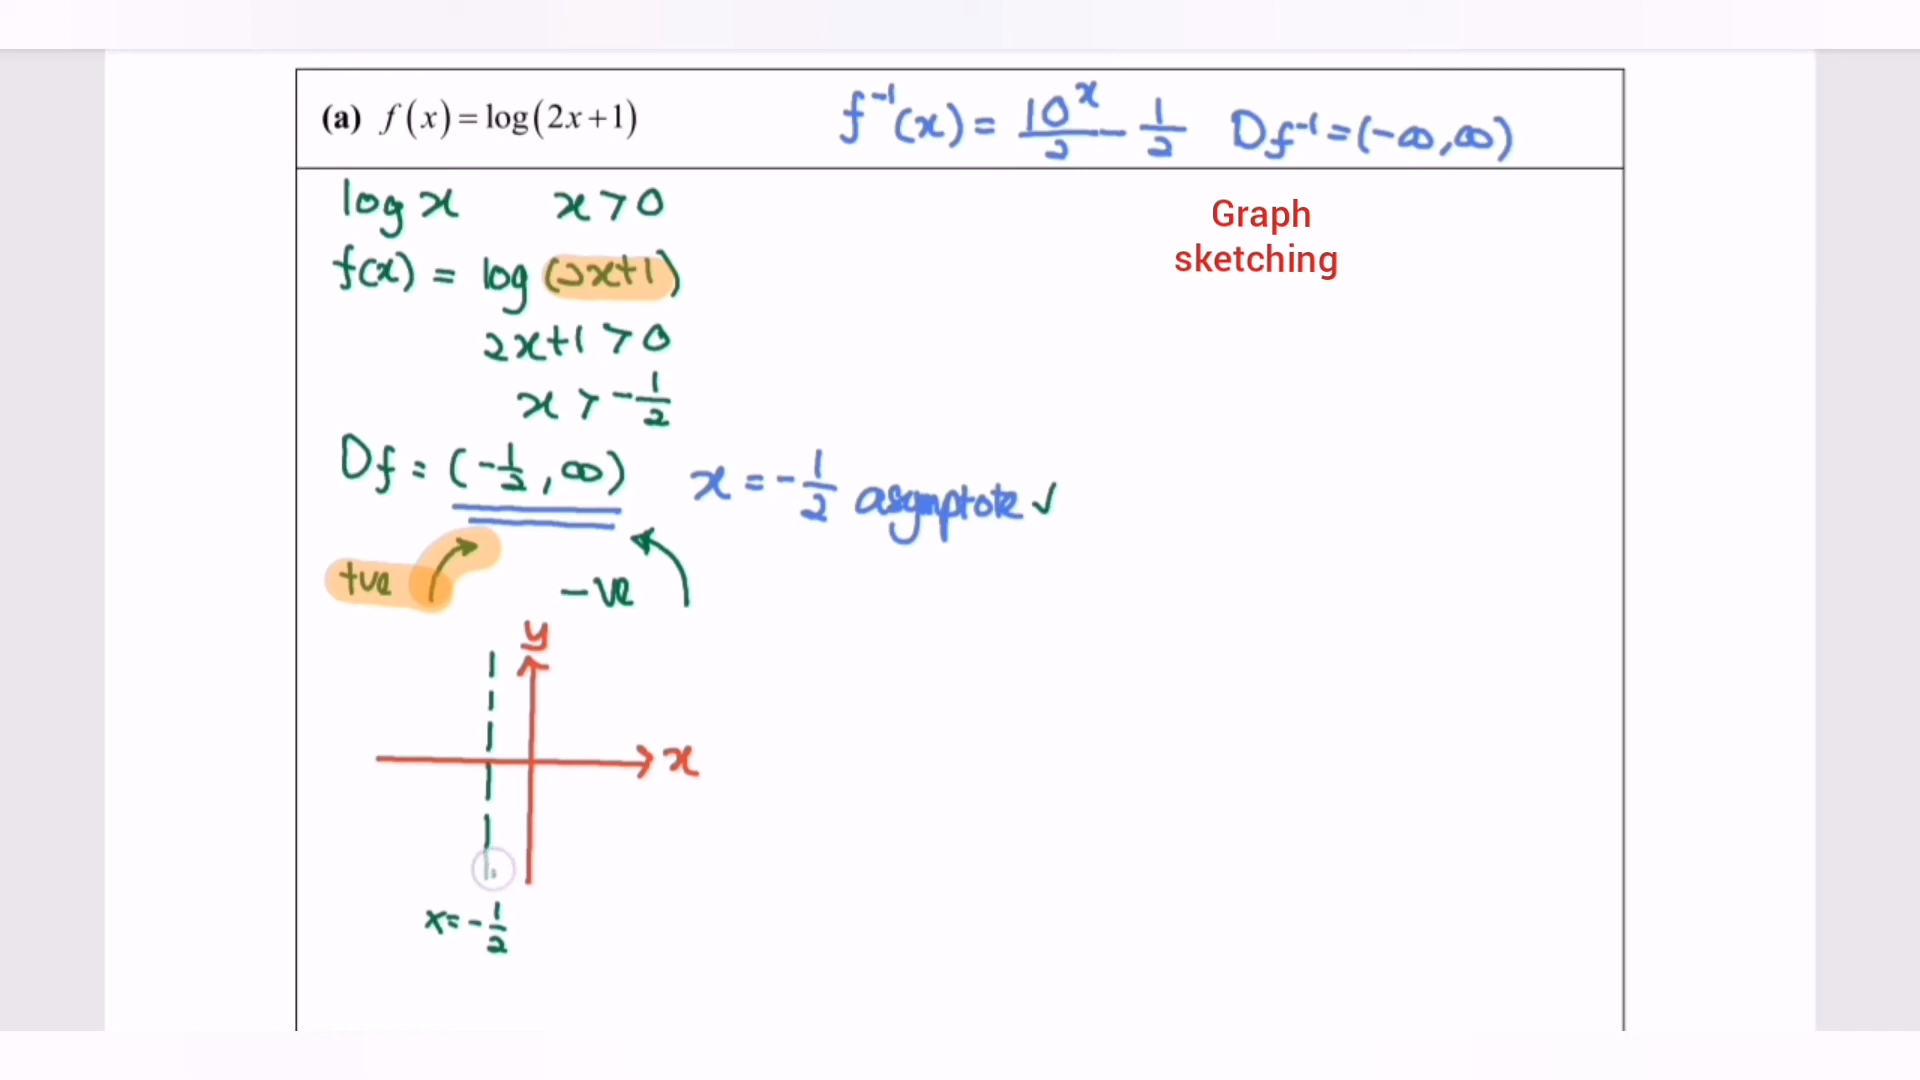 (a) f(x) = log(2x+1)
f⁻¹(x) = 10ˣ/2 - 1/2 Df⁻¹ = (-∞,∞)
Graph
sketching
log x x > 0
f(x) = log (2x+1)
2x+1 > 0
x > -1/2
Df = (-1/2, ∞) x = -1/2 asymptote ✓
+ve -ve
y
x
x = -1/2